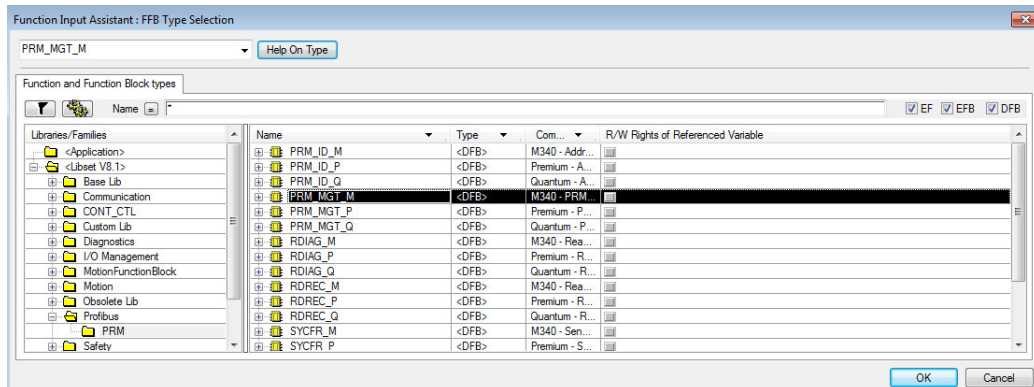 Function Input Assistant : FFB Type Selection
PRM_MGT_M Help On Type
Function and Function Block types
Name = * EF EFB DFB
Libraries/Families Name Type Com... R/W Rights of Referenced Variable
<Application> PRM_ID_M <DFB> M340 - Addr...
<Libset V8.1> PRM_ID_P <DFB> Premium - A...
Base Lib PRM_ID_Q <DFB> Quantum - A...
Communication PRM_MGT_M <DFB> M340 - PRM...
CONT_CTL PRM_MGT_P <DFB> Premium - P...
Custom Lib PRM_MGT_Q <DFB> Quantum - P...
Diagnostics RDIAG_M <DFB> M340 - Rea...
I/O Management RDIAG_P <DFB> Premium - R...
MotionFunctionBlock RDIAG_Q <DFB> Quantum - R...
Motion RDREC_M <DFB> M340 - Rea...
Obsolete Lib RDREC_P <DFB> Premium - R...
Profibus RDREC_Q <DFB> Quantum - R...
PRM SYCFR_M <DFB> M340 - Sen...
Safety SYCFR_P <DFB> Premium - S...
OK Cancel